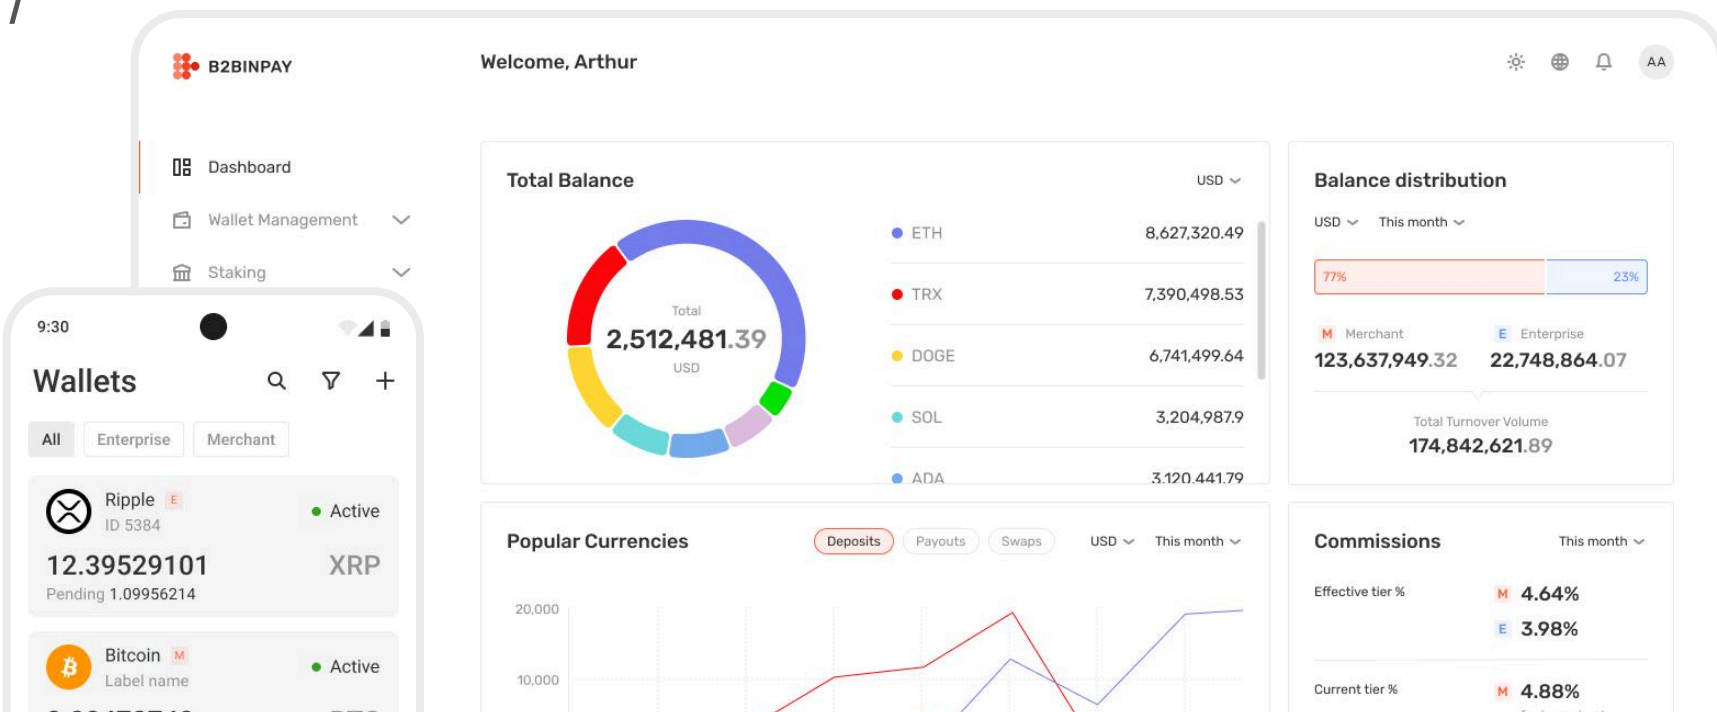 B2BINPAY
Welcome, Arthur
AA
Dashboard
Wallet Management
Staking
Total Balance
USD
Total
2,512,481.39
USD
ETH 8,627,320.49
TRX 7,390,498.53
DOGE 6,741,499.64
SOL 3,204,987.9
ADA 3,120,441.79
Balance distribution
USD This month
77% 23%
M Merchant E Enterprise
123,637,949.32 22,748,864.07
Total Turnover Volume
174,842,621.89
9:30
Wallets
All Enterprise Merchant
Ripple E
ID 5384
Active
12.39529101 XRP
Pending 1.09956214
Bitcoin M
Label name
Active
Popular Currencies
Deposits Payouts Swaps USD This month
20,000
10,000
Commissions
This month
Effective tier % M 4.64%
E 3.98%
Current tier % M 4.88%